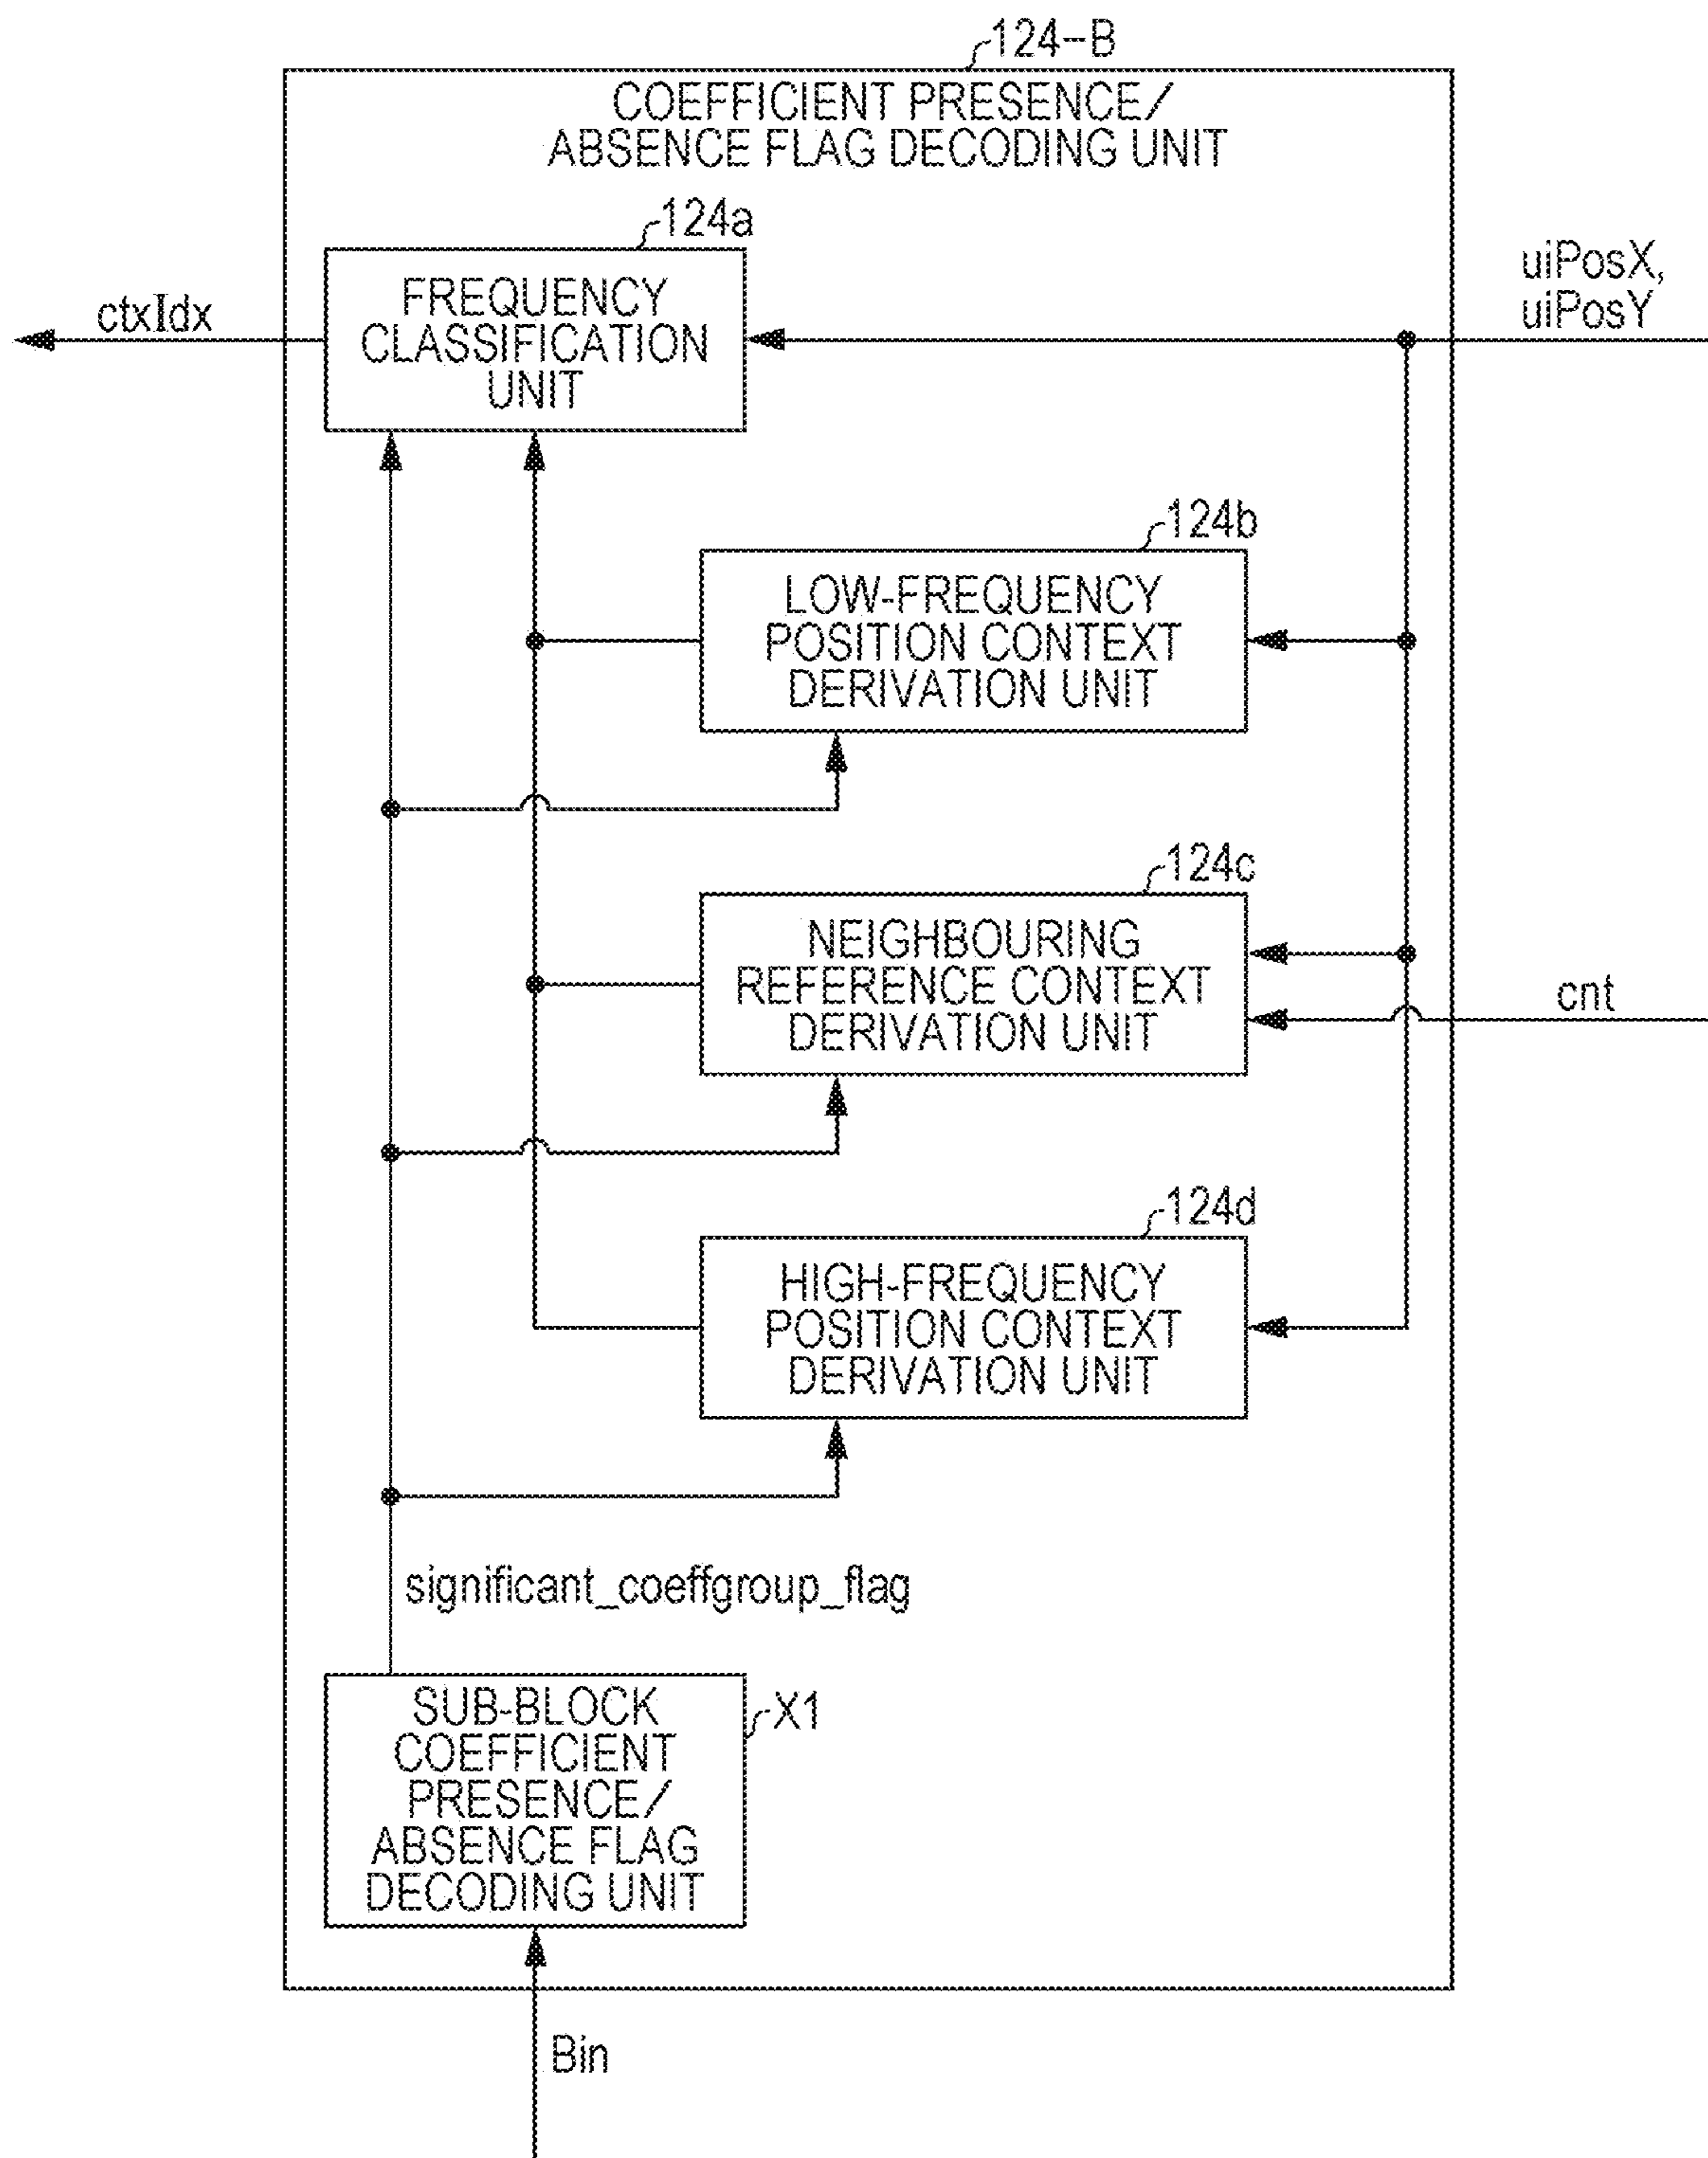 124-B
COEFFICIENT PRESENCE/
ABSENCE FLAG DECODING UNIT
124a
FREQUENCY
CLASSIFICATION
UNIT
ctxIdx
uiPosX,
uiPosY
124b
LOW-FREQUENCY
POSITION CONTEXT
DERIVATION UNIT
124c
NEIGHBOURING
REFERENCE CONTEXT
DERIVATION UNIT
cnt
124d
HIGH-FREQUENCY
POSITION CONTEXT
DERIVATION UNIT
significant_coeffgroup_flag
SUB-BLOCK
COEFFICIENT
PRESENCE/
ABSENCE FLAG
DECODING UNIT
X1
Bin